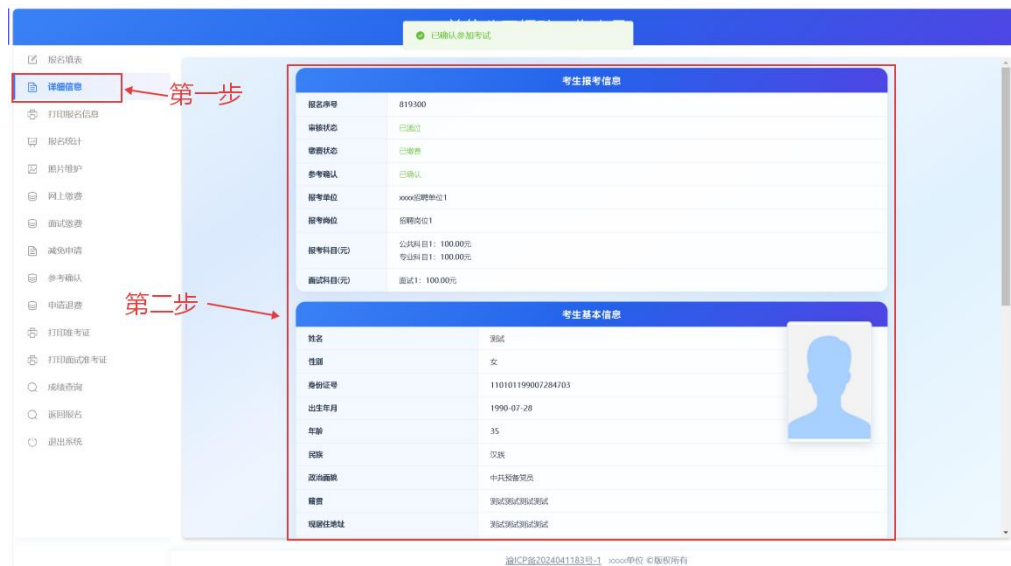 已确认参加考试
报名填表
详细信息
打印报名信息
报名统计
照片维护
网上缴费
面试缴费
减免申请
参考确认
申请退费
打印准考证
打印面试准考证
成绩查询
返回报名
退出系统
第一步
第二步
考生报考信息
报名序号 819300
审核状态 已通过
缴费状态 已缴费
参考确认 已确认
报考单位 xxxx招聘单位1
报考岗位 招聘岗位1
报考科目(元) 公共科目1：100.00元
专业科目1：100.00元
面试科目(元) 面试1：100.00元
考生基本信息
姓名 测试
性别 女
身份证号 110101199007284703
出生年月 1990-07-28
年龄 35
民族 汉族
政治面貌 中共预备党员
籍贯 测试测试测试测试
现居住地址 测试测试测试测试
渝ICP备2024041183号-1 xxxx单位 ©版权所有